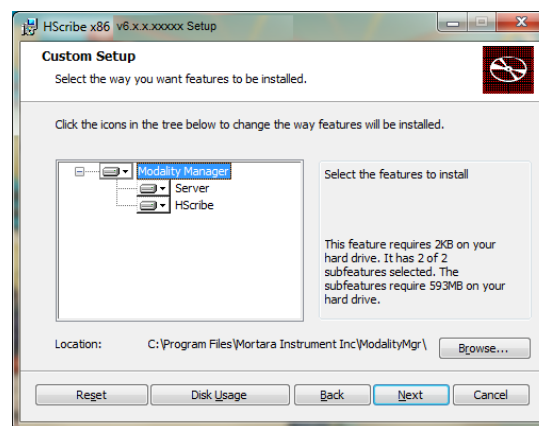 HScribe x86 v6.x.x.xxxxx Setup
Custom Setup
Select the way you want features to be installed.
Click the icons in the tree below to change the way features will be installed.
Modality Manager
Server
HScribe
Select the features to install
This feature requires 2KB on your
hard drive. It has 2 of 2
subfeatures selected. The
subfeatures require 593MB on your
hard drive.
Location: C:\Program Files\Mortara Instrument Inc\ModalityMgr\
Browse...
Reset Disk Usage Back Next Cancel